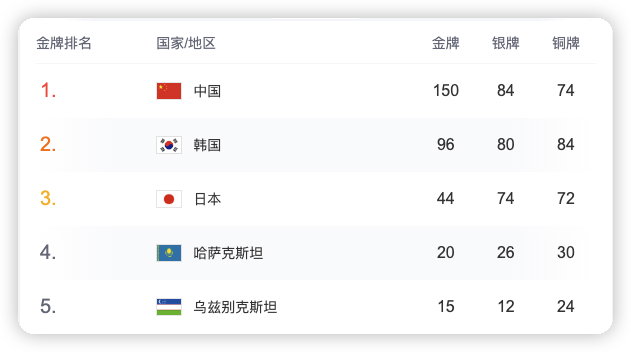 金牌排名 国家/地区 金牌 银牌 铜牌
1. 中国 150 84 74
2. 韩国 96 80 84
3. 日本 44 74 72
4. 哈萨克斯坦 20 26 30
5. 乌兹别克斯坦 15 12 24